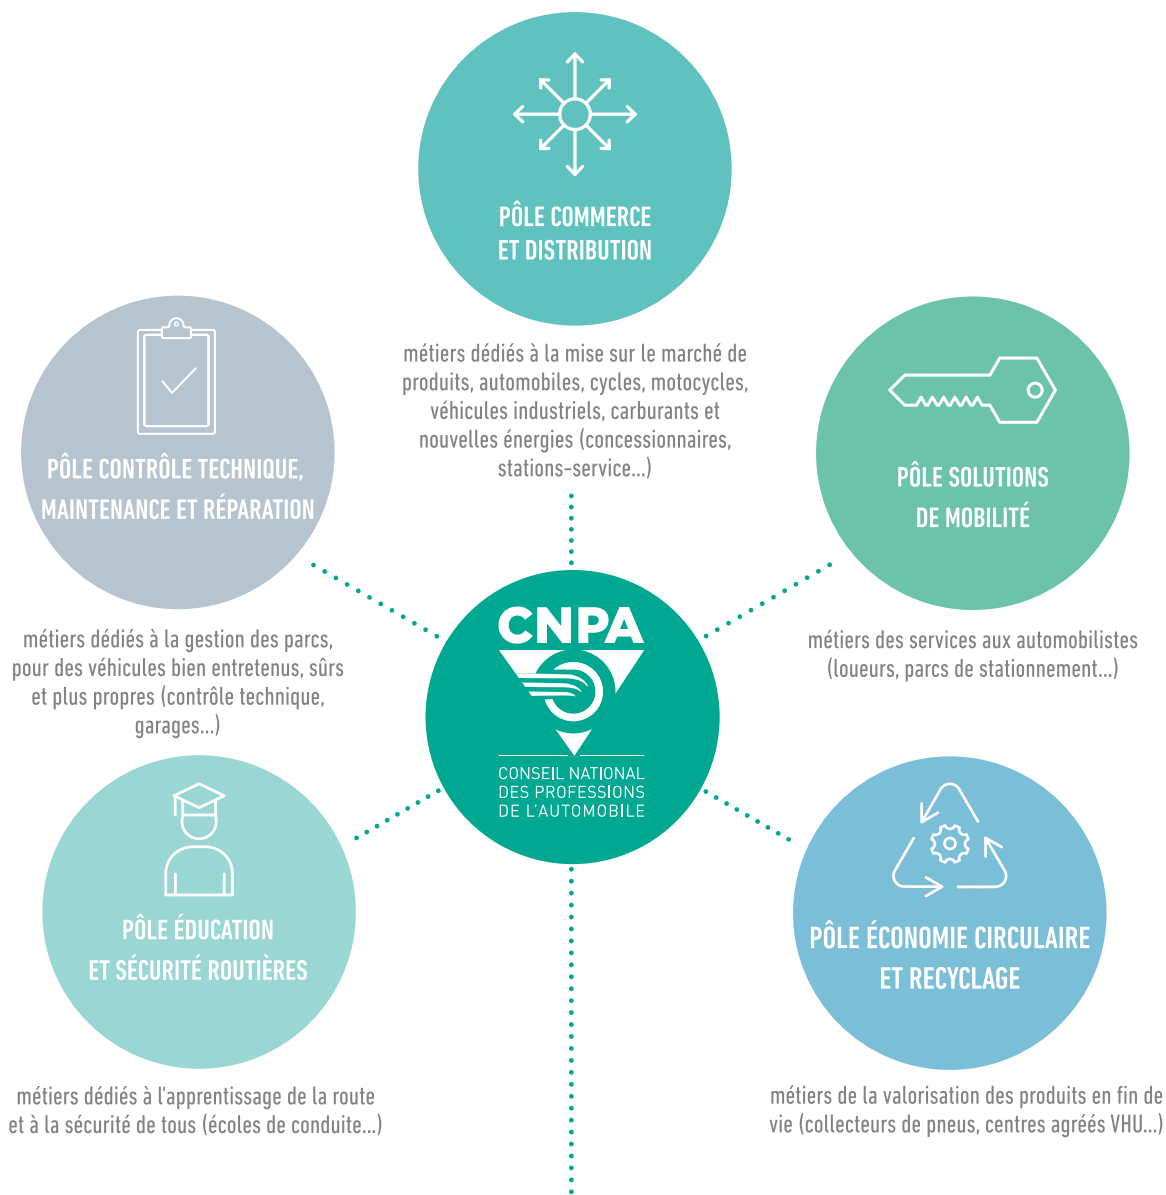 PÔLE COMMERCE
ET DISTRIBUTION
métiers dédiés à la mise sur le marché de
produits, automobiles, cycles, motocycles,
véhicules industriels, carburants et
nouvelles énergies (concessionnaires,
stations-service...)
PÔLE CONTRÔLE TECHNIQUE,
MAINTENANCE ET RÉPARATION
métiers dédiés à la gestion des parcs,
pour des véhicules bien entretenus, sûrs
et plus propres (contrôle technique,
garages...)
PÔLE SOLUTIONS
DE MOBILITÉ
métiers des services aux automobilistes
(loueurs, parcs de stationnement...)
CNPA
CONSEIL NATIONAL
DES PROFESSIONS
DE L'AUTOMOBILE
PÔLE ÉDUCATION
ET SÉCURITÉ ROUTIÈRES
métiers dédiés à l'apprentissage de la route
et à la sécurité de tous (écoles de conduite...)
PÔLE ÉCONOMIE CIRCULAIRE
ET RECYCLAGE
métiers de la valorisation des produits en fin de
vie (collecteurs de pneus, centres agréés VHU...)